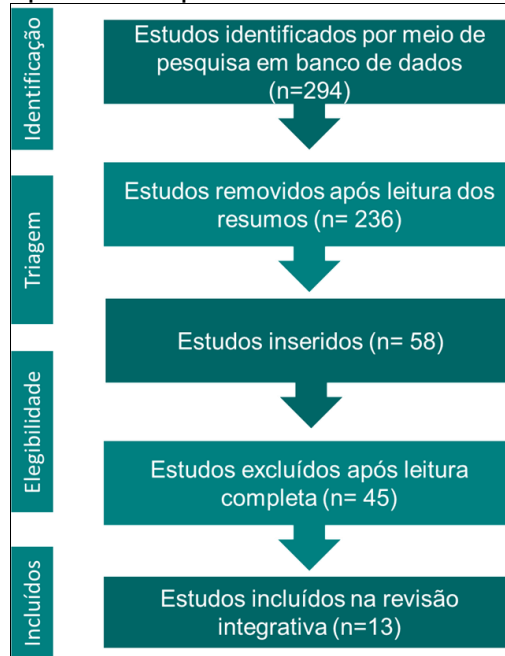 Identificação
Estudos identificados por meio de
pesquisa em banco de dados
(n=294)
Triagem
Estudos removidos após leitura dos
resumos (n= 236)
Estudos inseridos (n= 58)
Elegibilidade
Estudos excluídos após leitura
completa (n= 45)
Incluídos
Estudos incluídos na revisão
integrativa (n=13)